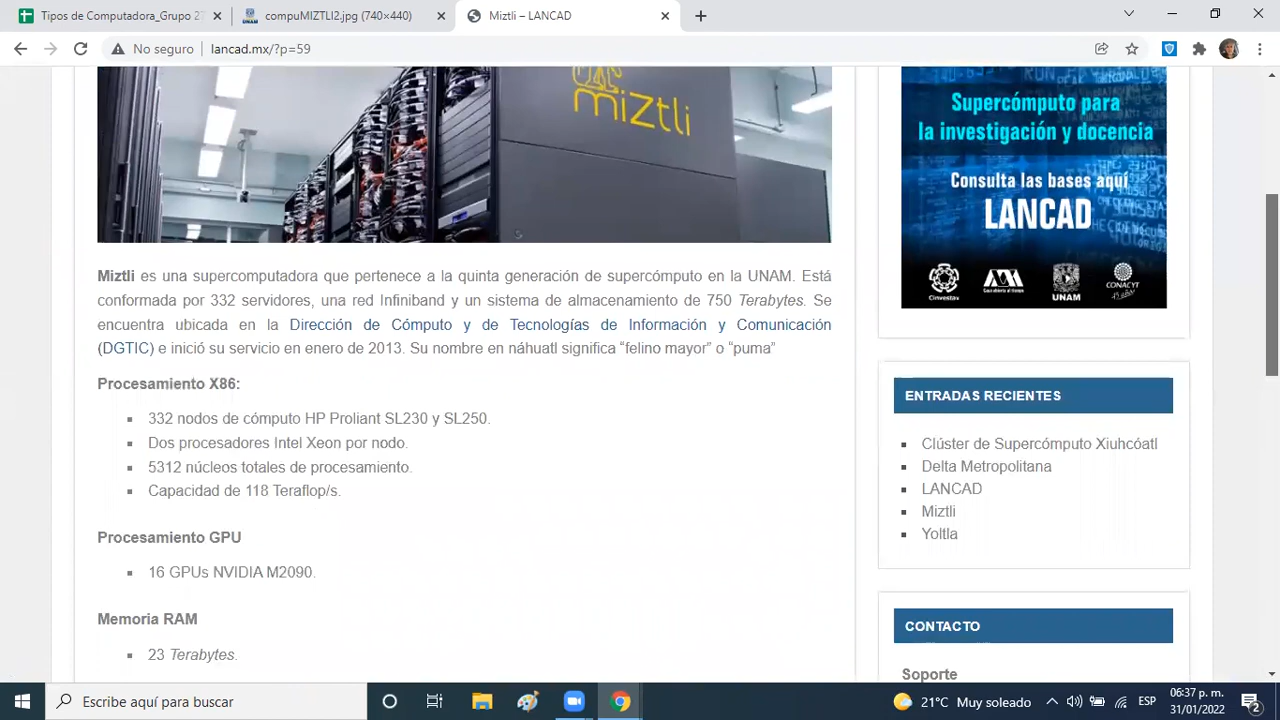 Tipos de Computadora_Grupo 2
compuMIZTLI2.jpg (740×440)
Miztli – LANCAD
No seguro
lancad.mx/?p=59
miztli
Supercómputo para
la investigación y docencia
Consulta las bases aquí
LANCAD
Cinvestav
Casa abierta al tiempo
UNAM
CONACYT
Miztli es una supercomputadora que pertenece a la quinta generación de supercómputo en la UNAM. Está
conformada por 332 servidores, una red Infiniband y un sistema de almacenamiento de 750 Terabytes. Se
encuentra ubicada en la Dirección de Cómputo y de Tecnologías de Información y Comunicación
(DGTIC) e inició su servicio en enero de 2013. Su nombre en náhuatl significa “felino mayor” o “puma”
Procesamiento X86:
332 nodos de cómputo HP Proliant SL230 y SL250.
Dos procesadores Intel Xeon por nodo.
5312 núcleos totales de procesamiento.
Capacidad de 118 Teraflop/s.
Procesamiento GPU
16 GPUs NVIDIA M2090.
Memoria RAM
23 Terabytes.
ENTRADAS RECIENTES
Clúster de Supercómputo Xiuhcóatl
Delta Metropolitana
LANCAD
Miztli
Yoltla
CONTACTO
Soporte
Escribe aquí para buscar
21°C Muy soleado
ESP
06:37 p. m.
31/01/2022
2